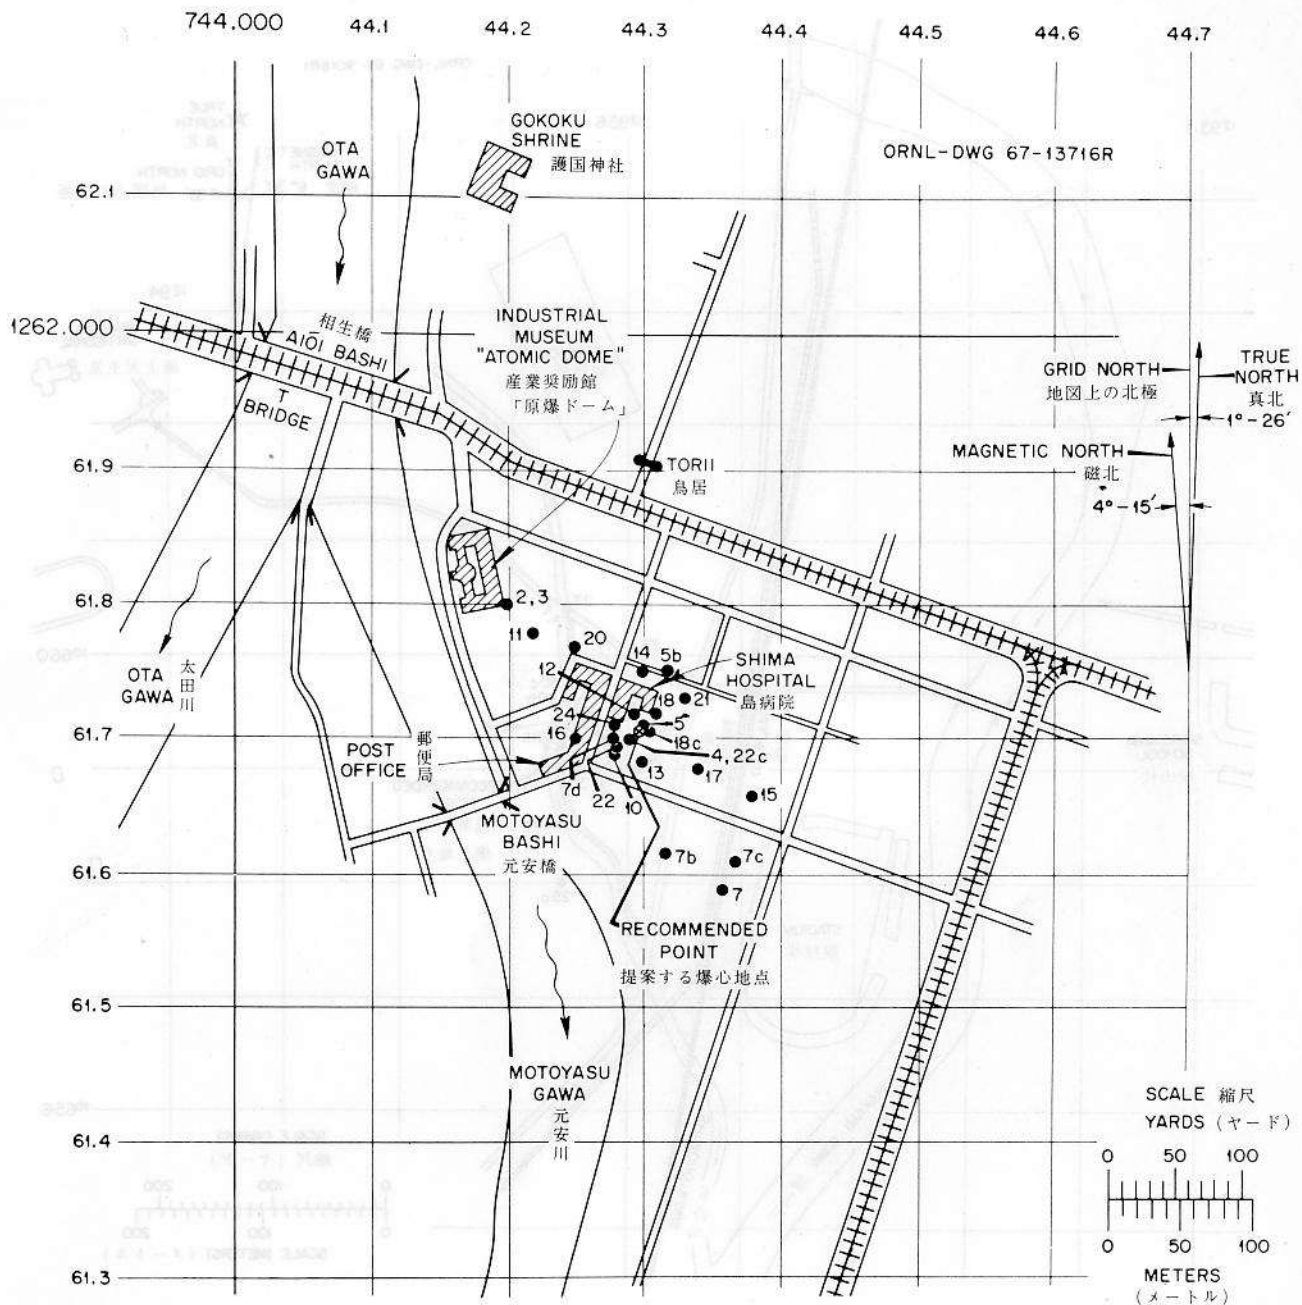 744.000
44.1
44.2
44.3
44.4
44.5
44.6
44.7
GOKOKU
SHRINE
護国神社
ORNL-DWG 67-13716R
OTA
GAWA
62.1
1262.000
相生橋
AIŌI BASHI
T
BRIDGE
INDUSTRIAL
MUSEUM
"ATOMIC DOME"
産業奨励館
「原爆ドーム」
GRID NORTH
地図上の北極
TRUE
NORTH
真北
1°-26′
MAGNETIC NORTH
磁北
4°-15′
61.9
TORII
鳥居
61.8
2,3
11
20
12
14
5b
SHIMA
HOSPITAL
島病院
OTA
GAWA
太田川
18
21
24
5
61.7
16
18c
POST
OFFICE
郵便局
4,22c
13
17
7d
22
10
15
MOTOYASU
BASHI
元安橋
7b
7c
61.6
7
RECOMMENDED
POINT
提案する爆心地点
61.5
MOTOYASU
GAWA
元安川
61.4
61.3
SCALE 縮尺
YARDS (ヤード)
0 50 100
0 50 100
METERS
(メートル)